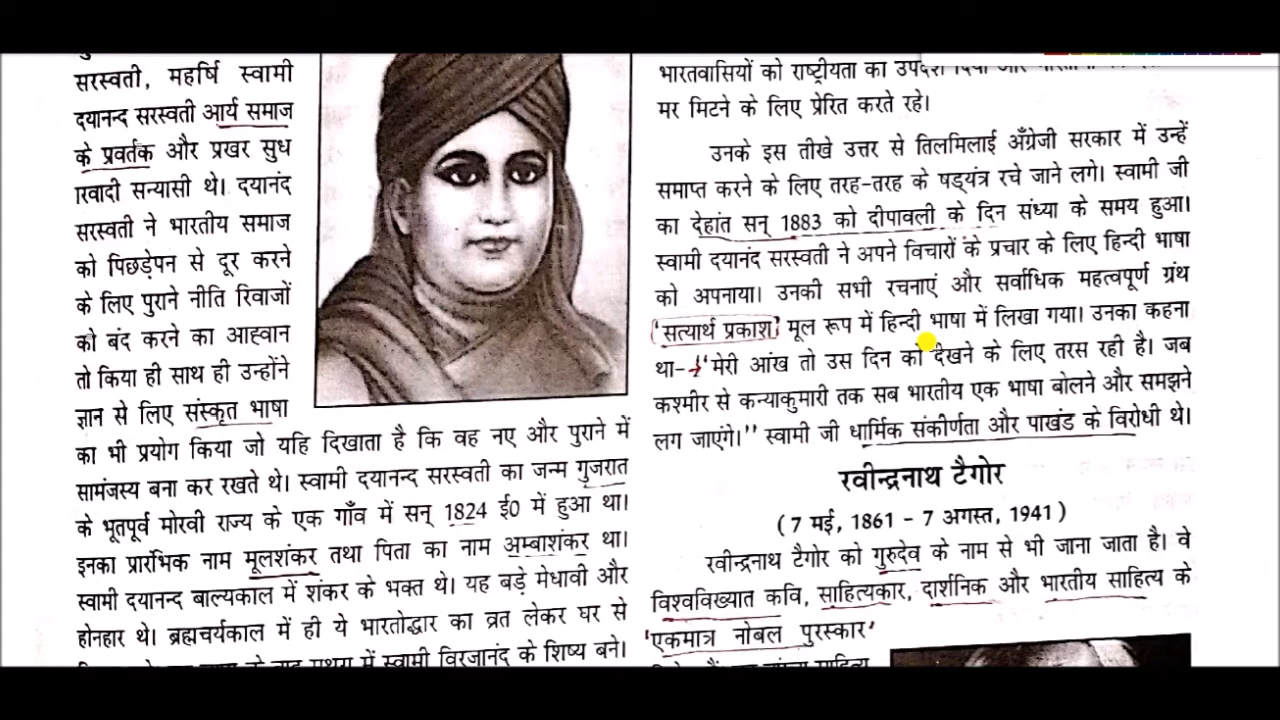 सरस्वती, महर्षि स्वामी
दयानन्द सरस्वती आर्य समाज
के प्रवर्तक और प्रखर सुध
ारवादी सन्यासी थे। दयानंद
सरस्वती ने भारतीय समाज
को पिछड़ेपन से दूर करने
के लिए पुराने नीति रिवाजों
को बंद करने का आह्वान
तो किया ही साथ ही उन्होंने
ज्ञान से लिए संस्कृत भाषा
का भी प्रयोग किया जो यहि दिखाता है कि वह नए और पुराने में
सामंजस्य बना कर रखते थे। स्वामी दयानन्द सरस्वती का जन्म गुजरात
के भूतपूर्व मोरवी राज्य के एक गाँव में सन् 1824 ई0 में हुआ था।
इनका प्रारंभिक नाम मूलशंकर तथा पिता का नाम अम्बाशंकर था।
स्वामी दयानन्द बाल्यकाल में शंकर के भक्त थे। यह बड़े मेधावी और
होनहार थे। ब्रह्मचर्यकाल में ही ये भारतोद्धार का व्रत लेकर घर से
में स्वामी विरजानंद के शिष्य बने।
भारतवासियों को राष्ट्रीयता का उपदेश दिया और
मर मिटने के लिए प्रेरित करते रहे।
उनके इस तीखे उत्तर से तिलमिलाई अँग्रेजी सरकार में उन्हें
समाप्त करने के लिए तरह-तरह के षड्यंत्र रचे जाने लगे। स्वामी जी
का देहांत सन् 1883 को दीपावली के दिन संध्या के समय हुआ।
स्वामी दयानंद सरस्वती ने अपने विचारों के प्रचार के लिए हिन्दी भाषा
को अपनाया। उनकी सभी रचनाएं और सर्वाधिक महत्वपूर्ण ग्रंथ
'सत्यार्थ प्रकाश' मूल रूप में हिन्दी भाषा में लिखा गया। उनका कहना
था-"मेरी आंख तो उस दिन को देखने के लिए तरस रही है। जब
कश्मीर से कन्याकुमारी तक सब भारतीय एक भाषा बोलने और समझने
लग जाएंगे।" स्वामी जी धार्मिक संकीर्णता और पाखंड के विरोधी थे।
रवीन्द्रनाथ टैगोर
(7 मई, 1861 - 7 अगस्त, 1941)
रवीन्द्रनाथ टैगोर को गुरुदेव के नाम से भी जाना जाता है। वे
विश्वविख्यात कवि, साहित्यकार, दार्शनिक और भारतीय साहित्य के
'एकमात्र नोबल पुरस्कार'